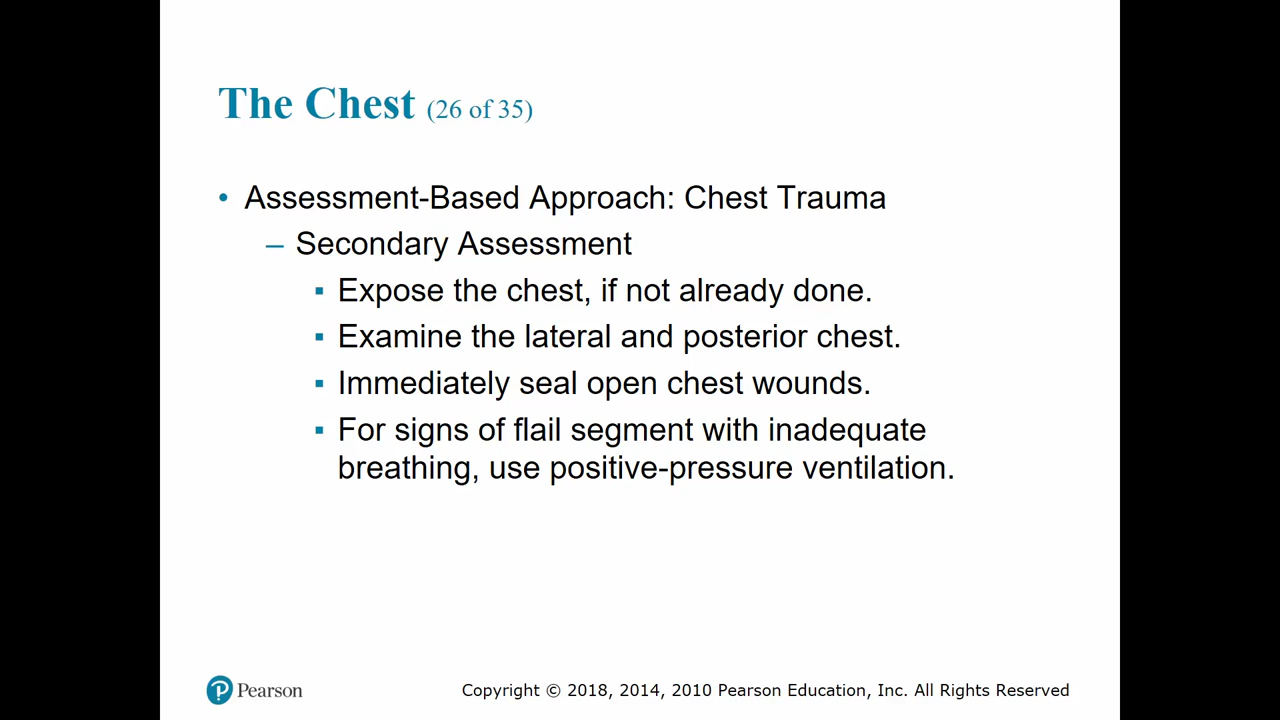 The Chest (26 of 35)
• Assessment-Based Approach: Chest Trauma
– Secondary Assessment
▪ Expose the chest, if not already done.
▪ Examine the lateral and posterior chest.
▪ Immediately seal open chest wounds.
▪ For signs of flail segment with inadequate
breathing, use positive-pressure ventilation.
Pearson
Copyright © 2018, 2014, 2010 Pearson Education, Inc. All Rights Reserved